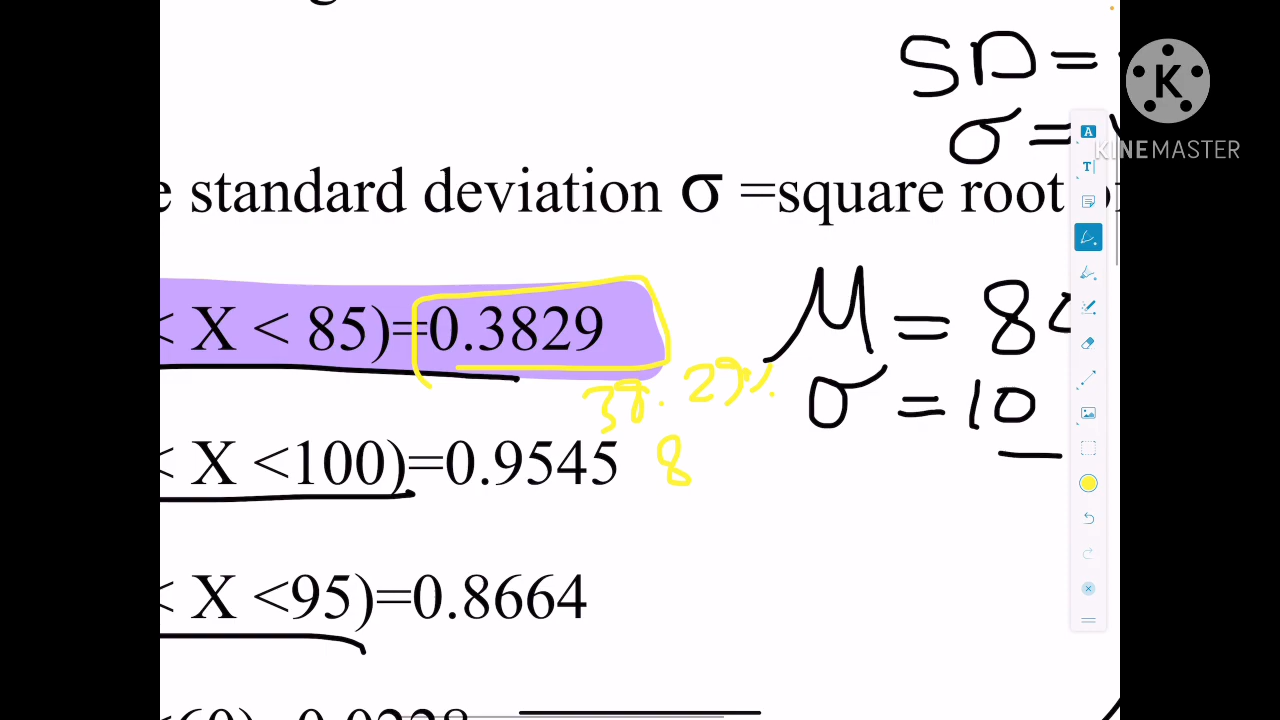 SD =
σ =
K
KINEMASTER
e standard deviation σ =square root
< X < 85)=0.3829
μ = 80
38.29%
σ = 10
< X <100)=0.9545
8
< X <95)=0.8664